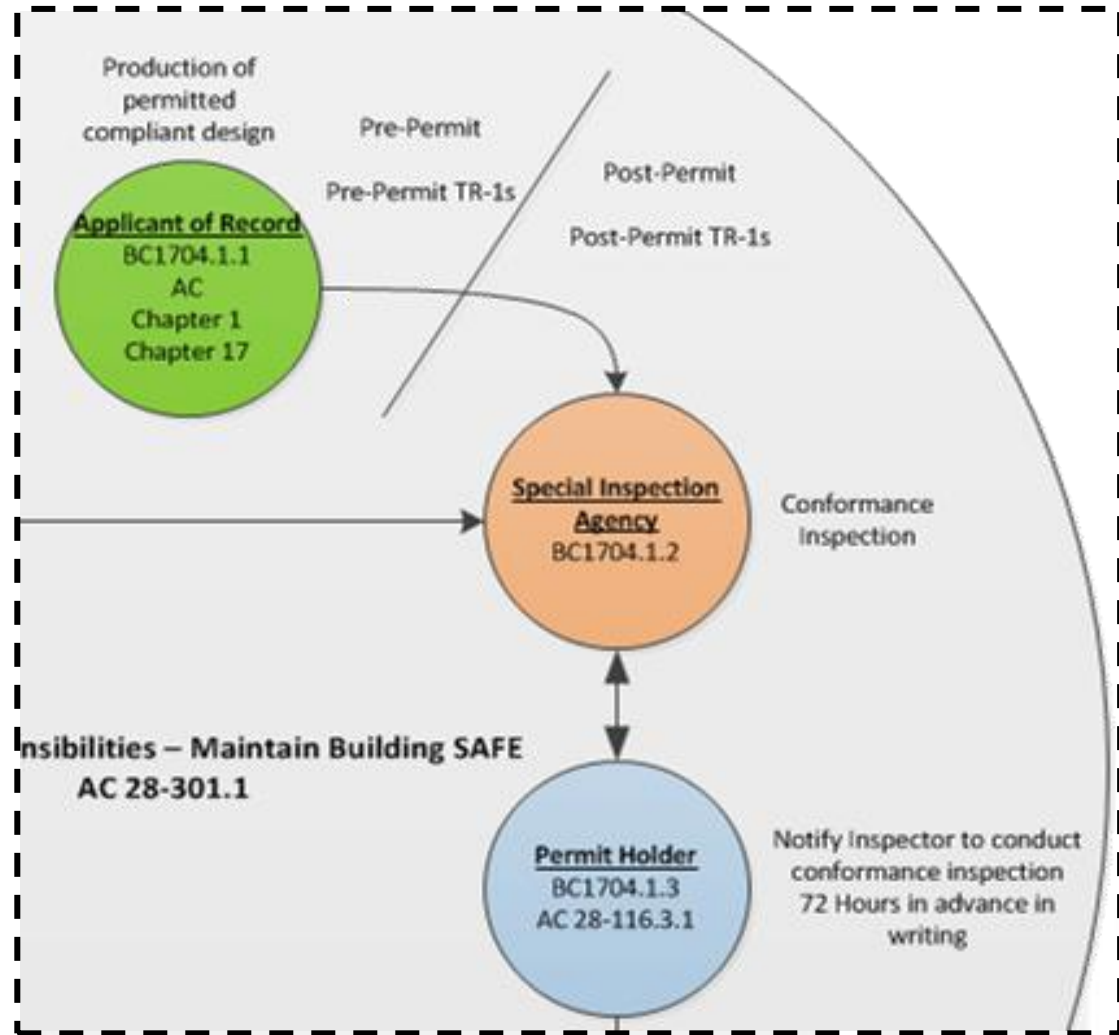 Production of
permitted
compliant design
Pre-Permit
Pre-Permit TR-1s
Post-Permit
Post-Permit TR-1s
Applicant of Record
BC1704.1.1
AC
Chapter 1
Chapter 17
Special Inspection
Agency
BC1704.1.2
Conformance
Inspection
nsibilities – Maintain Building SAFE
AC 28-301.1
Permit Holder
BC1704.1.3
AC 28-116.3.1
Notify Inspector to conduct
conformance inspection
72 Hours in advance in
writing